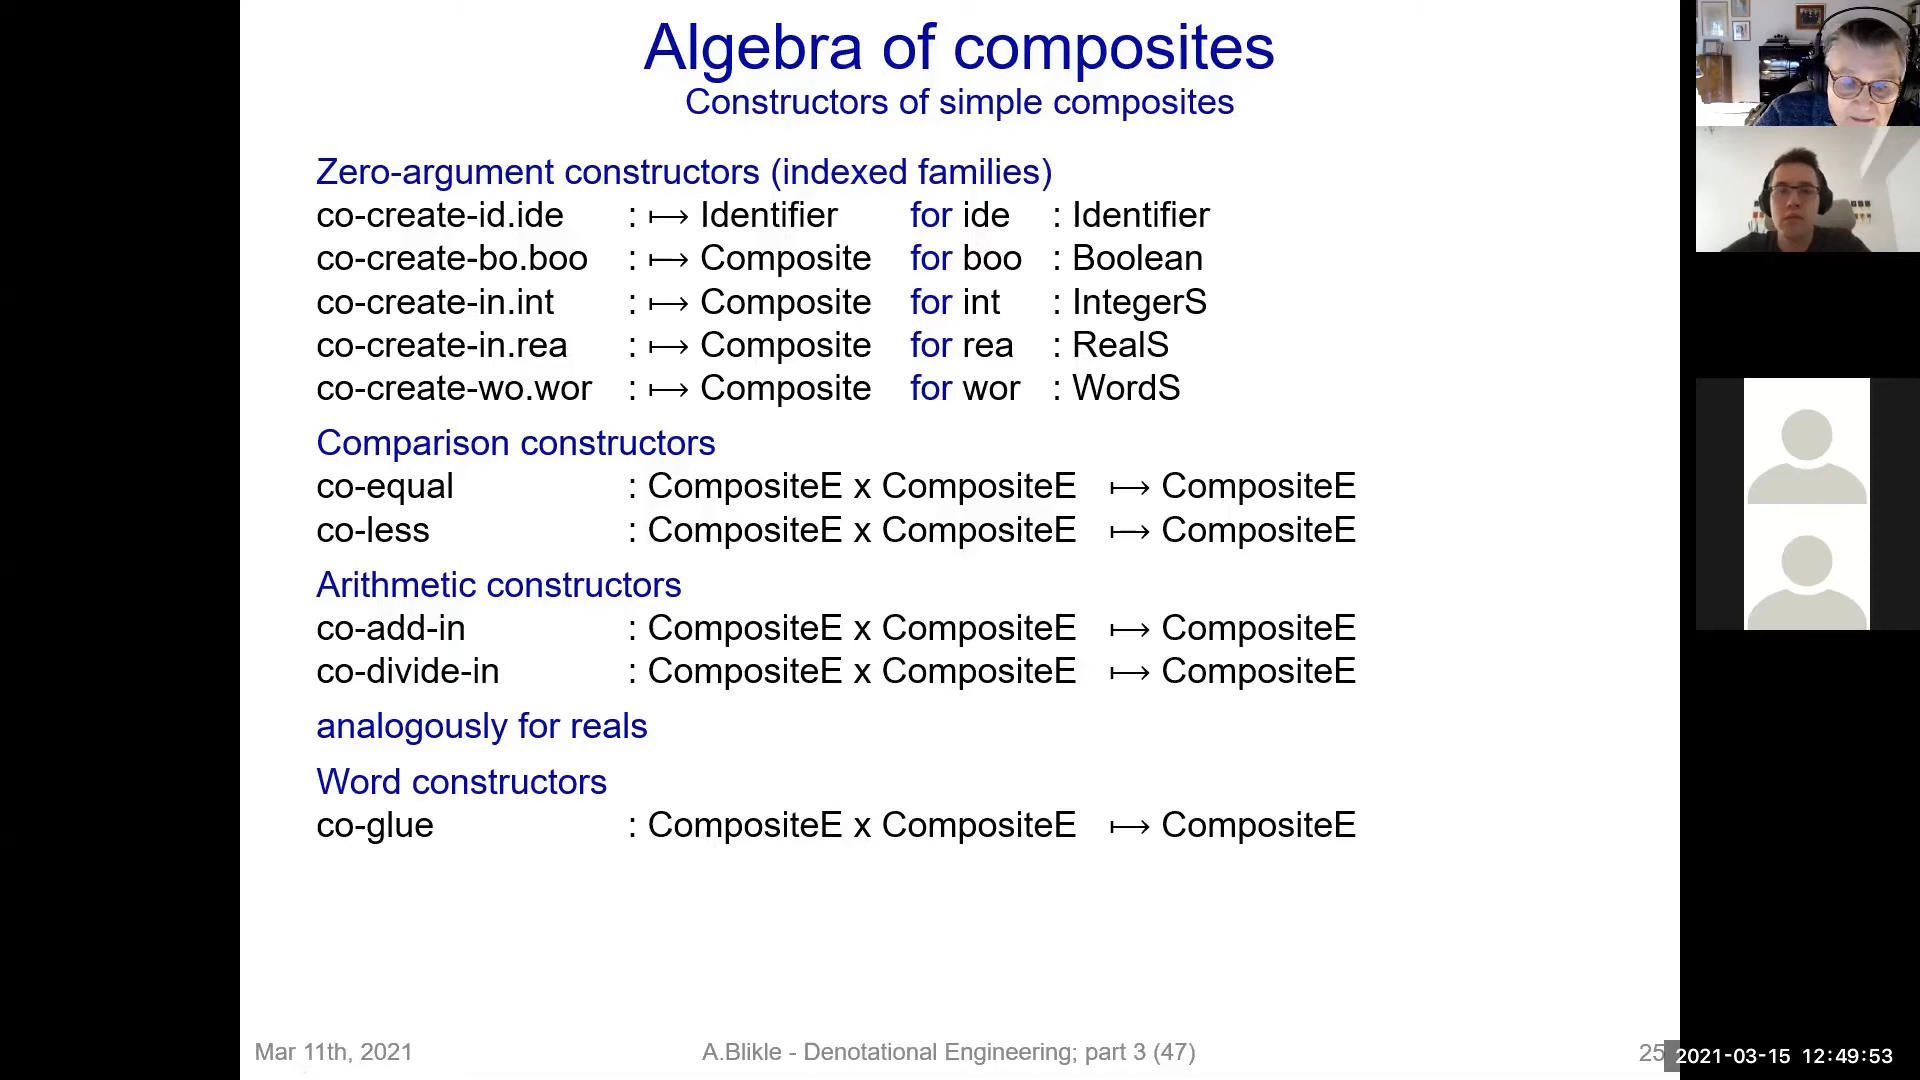 Algebra of composites
Constructors of simple composites
Zero-argument constructors (indexed families)
co-create-id.ide : ↦ Identifier for ide : Identifier
co-create-bo.boo : ↦ Composite for boo : Boolean
co-create-in.int : ↦ Composite for int : IntegerS
co-create-in.rea : ↦ Composite for rea : RealS
co-create-wo.wor : ↦ Composite for wor : WordS
Comparison constructors
co-equal : CompositeE x CompositeE ↦ CompositeE
co-less : CompositeE x CompositeE ↦ CompositeE
Arithmetic constructors
co-add-in : CompositeE x CompositeE ↦ CompositeE
co-divide-in : CompositeE x CompositeE ↦ CompositeE
analogously for reals
Word constructors
co-glue : CompositeE x CompositeE ↦ CompositeE
Mar 11th, 2021 A.Blikle - Denotational Engineering; part 3 (47) 25
2021-03-15 12:49:53